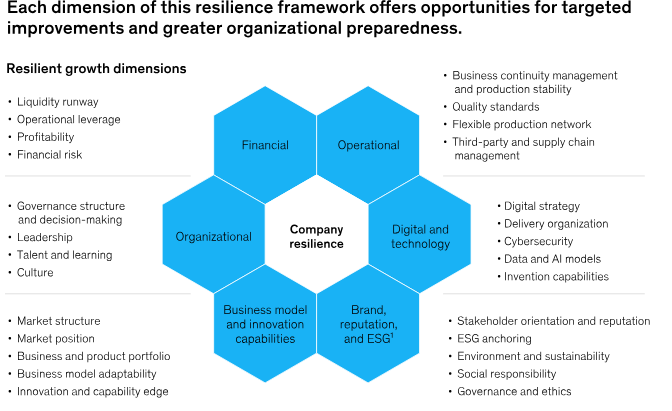 Each dimension of this resilience framework offers opportunities for targeted
improvements and greater organizational preparedness.
Resilient growth dimensions
• Liquidity runway
• Operational leverage
• Profitability
• Financial risk
Financial
Operational
• Business continuity management
and production stability
• Quality standards
• Flexible production network
• Third-party and supply chain
management
• Governance structure
and decision-making
• Leadership
• Talent and learning
• Culture
Organizational
Company
resilience
Digital and
technology
• Digital strategy
• Delivery organization
• Cybersecurity
• Data and AI models
• Invention capabilities
• Market structure
• Market position
• Business and product portfolio
• Business model adaptability
• Innovation and capability edge
Business model
and innovation
capabilities
Brand,
reputation,
and ESG¹
• Stakeholder orientation and reputation
• ESG anchoring
• Environment and sustainability
• Social responsibility
• Governance and ethics